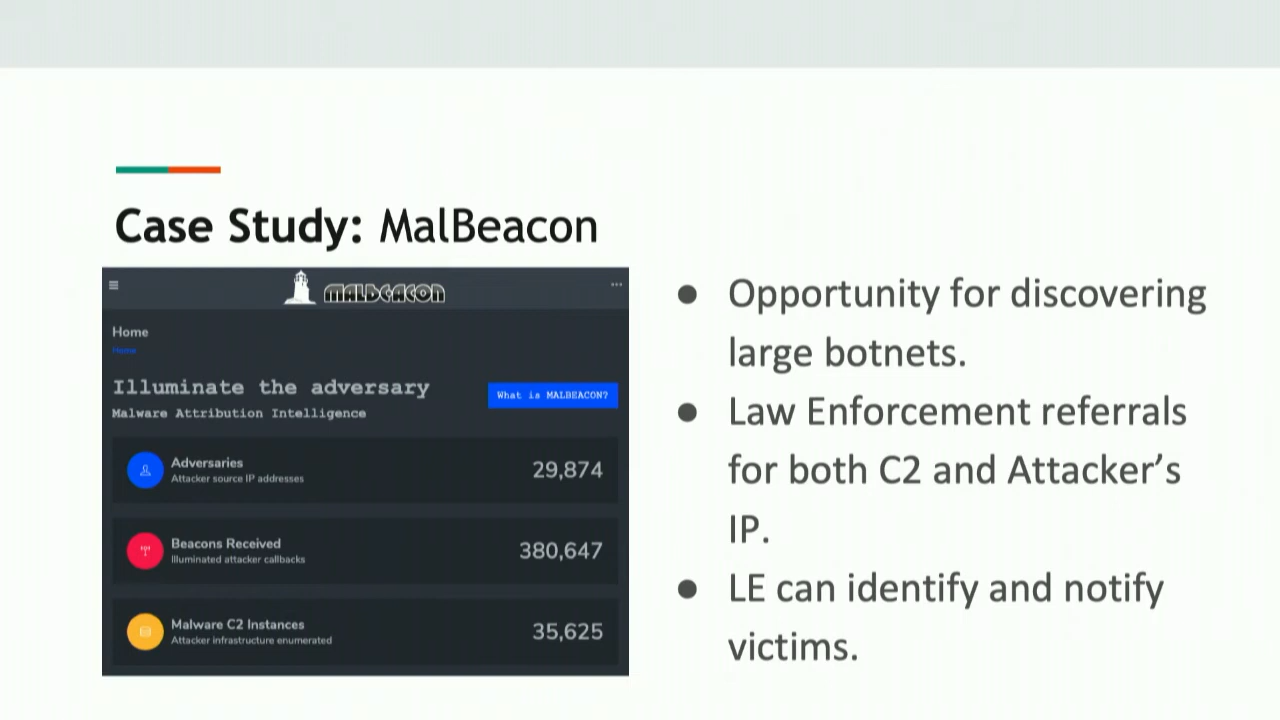 Case Study: MalBeacon
MALBEACON
Home
Home
Illuminate the adversary
Malware Attribution Intelligence
What is MALBEACON?
Adversaries
Attacker source IP addresses
29,874
Beacons Received
Illuminated attacker callbacks
380,647
Malware C2 Instances
Attacker infrastructure enumerated
35,625
● Opportunity for discovering
large botnets.
● Law Enforcement referrals
for both C2 and Attacker’s
IP.
● LE can identify and notify
victims.